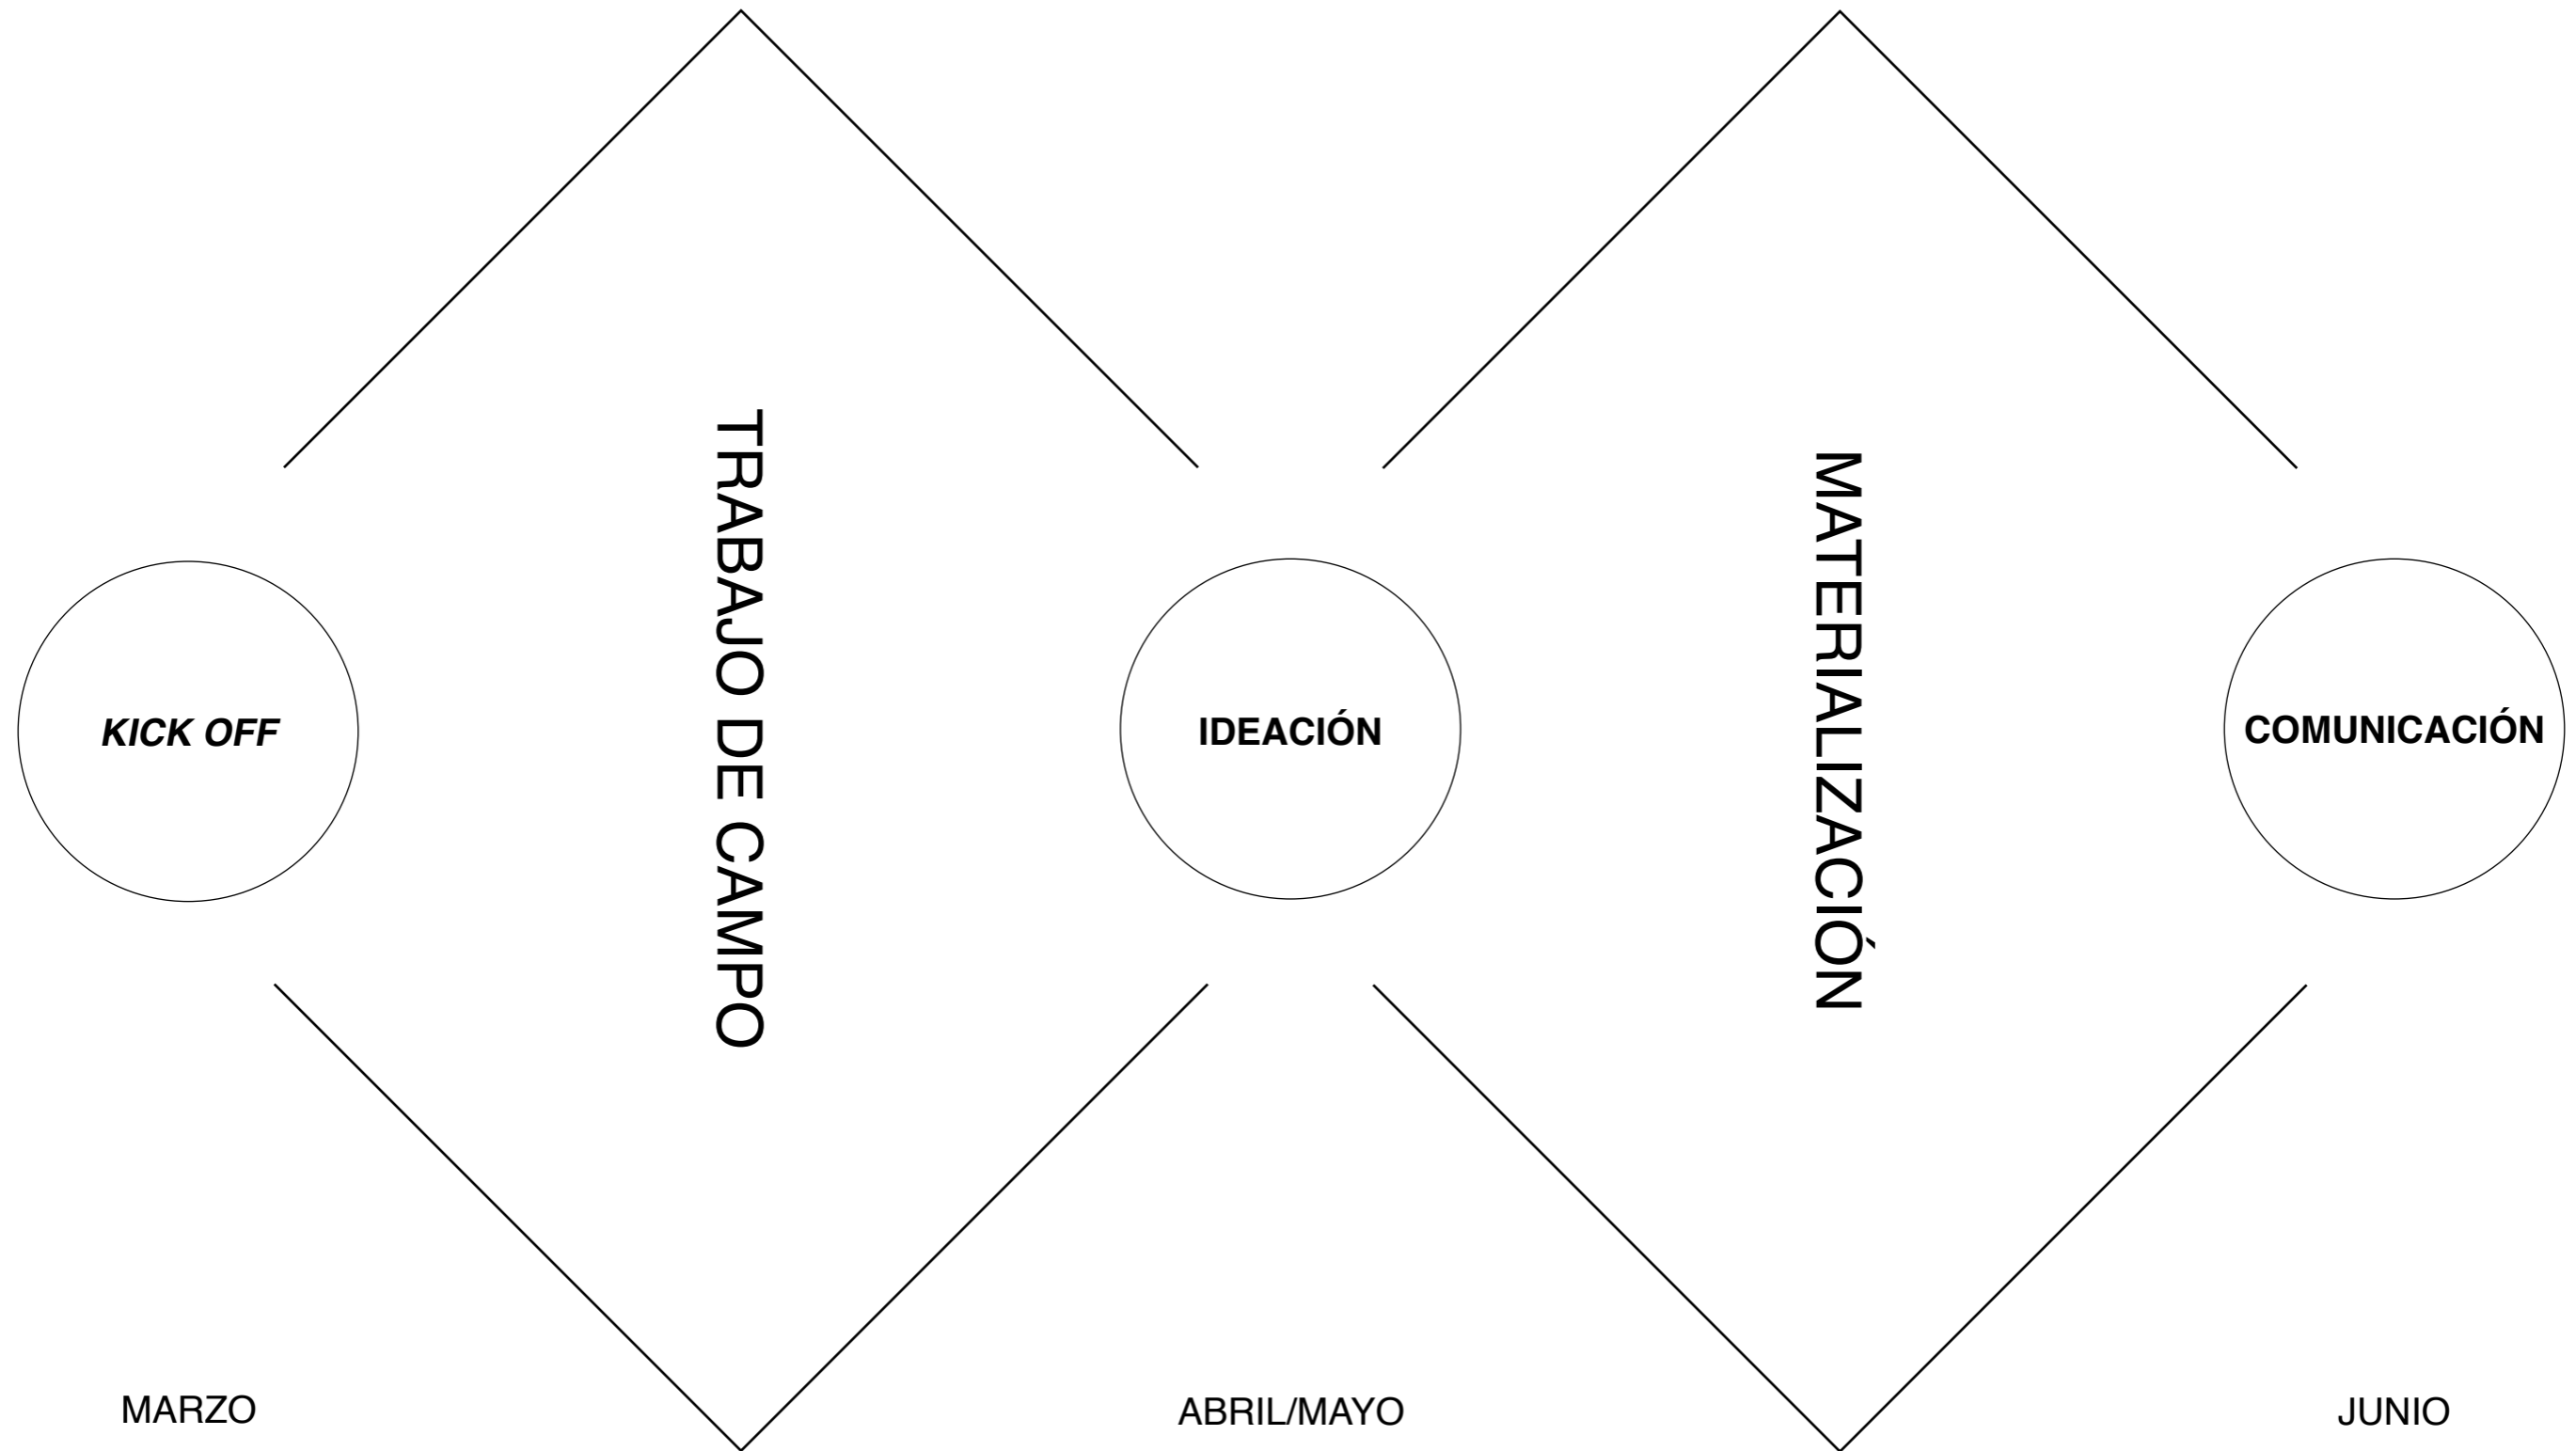 KICK OFF
TRABAJO DE CAMPO
IDEACIÓN
MATERIALIZACIÓN
COMUNICACIÓN
MARZO
ABRIL/MAYO
JUNIO